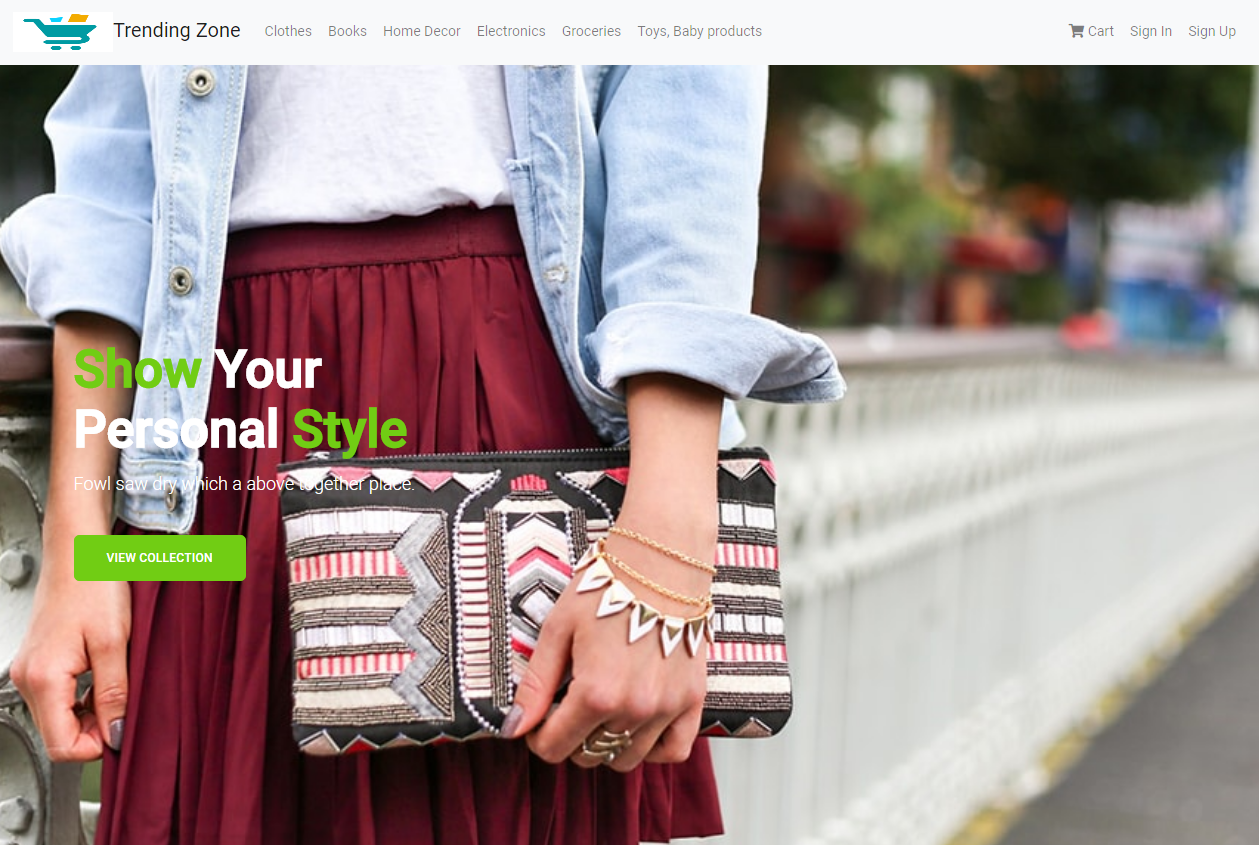 Trending Zone Clothes Books Home Decor Electronics Groceries Toys, Baby products Cart Sign In Sign Up
Show Your
Personal Style
Fowl saw dry which a above together place.
VIEW COLLECTION